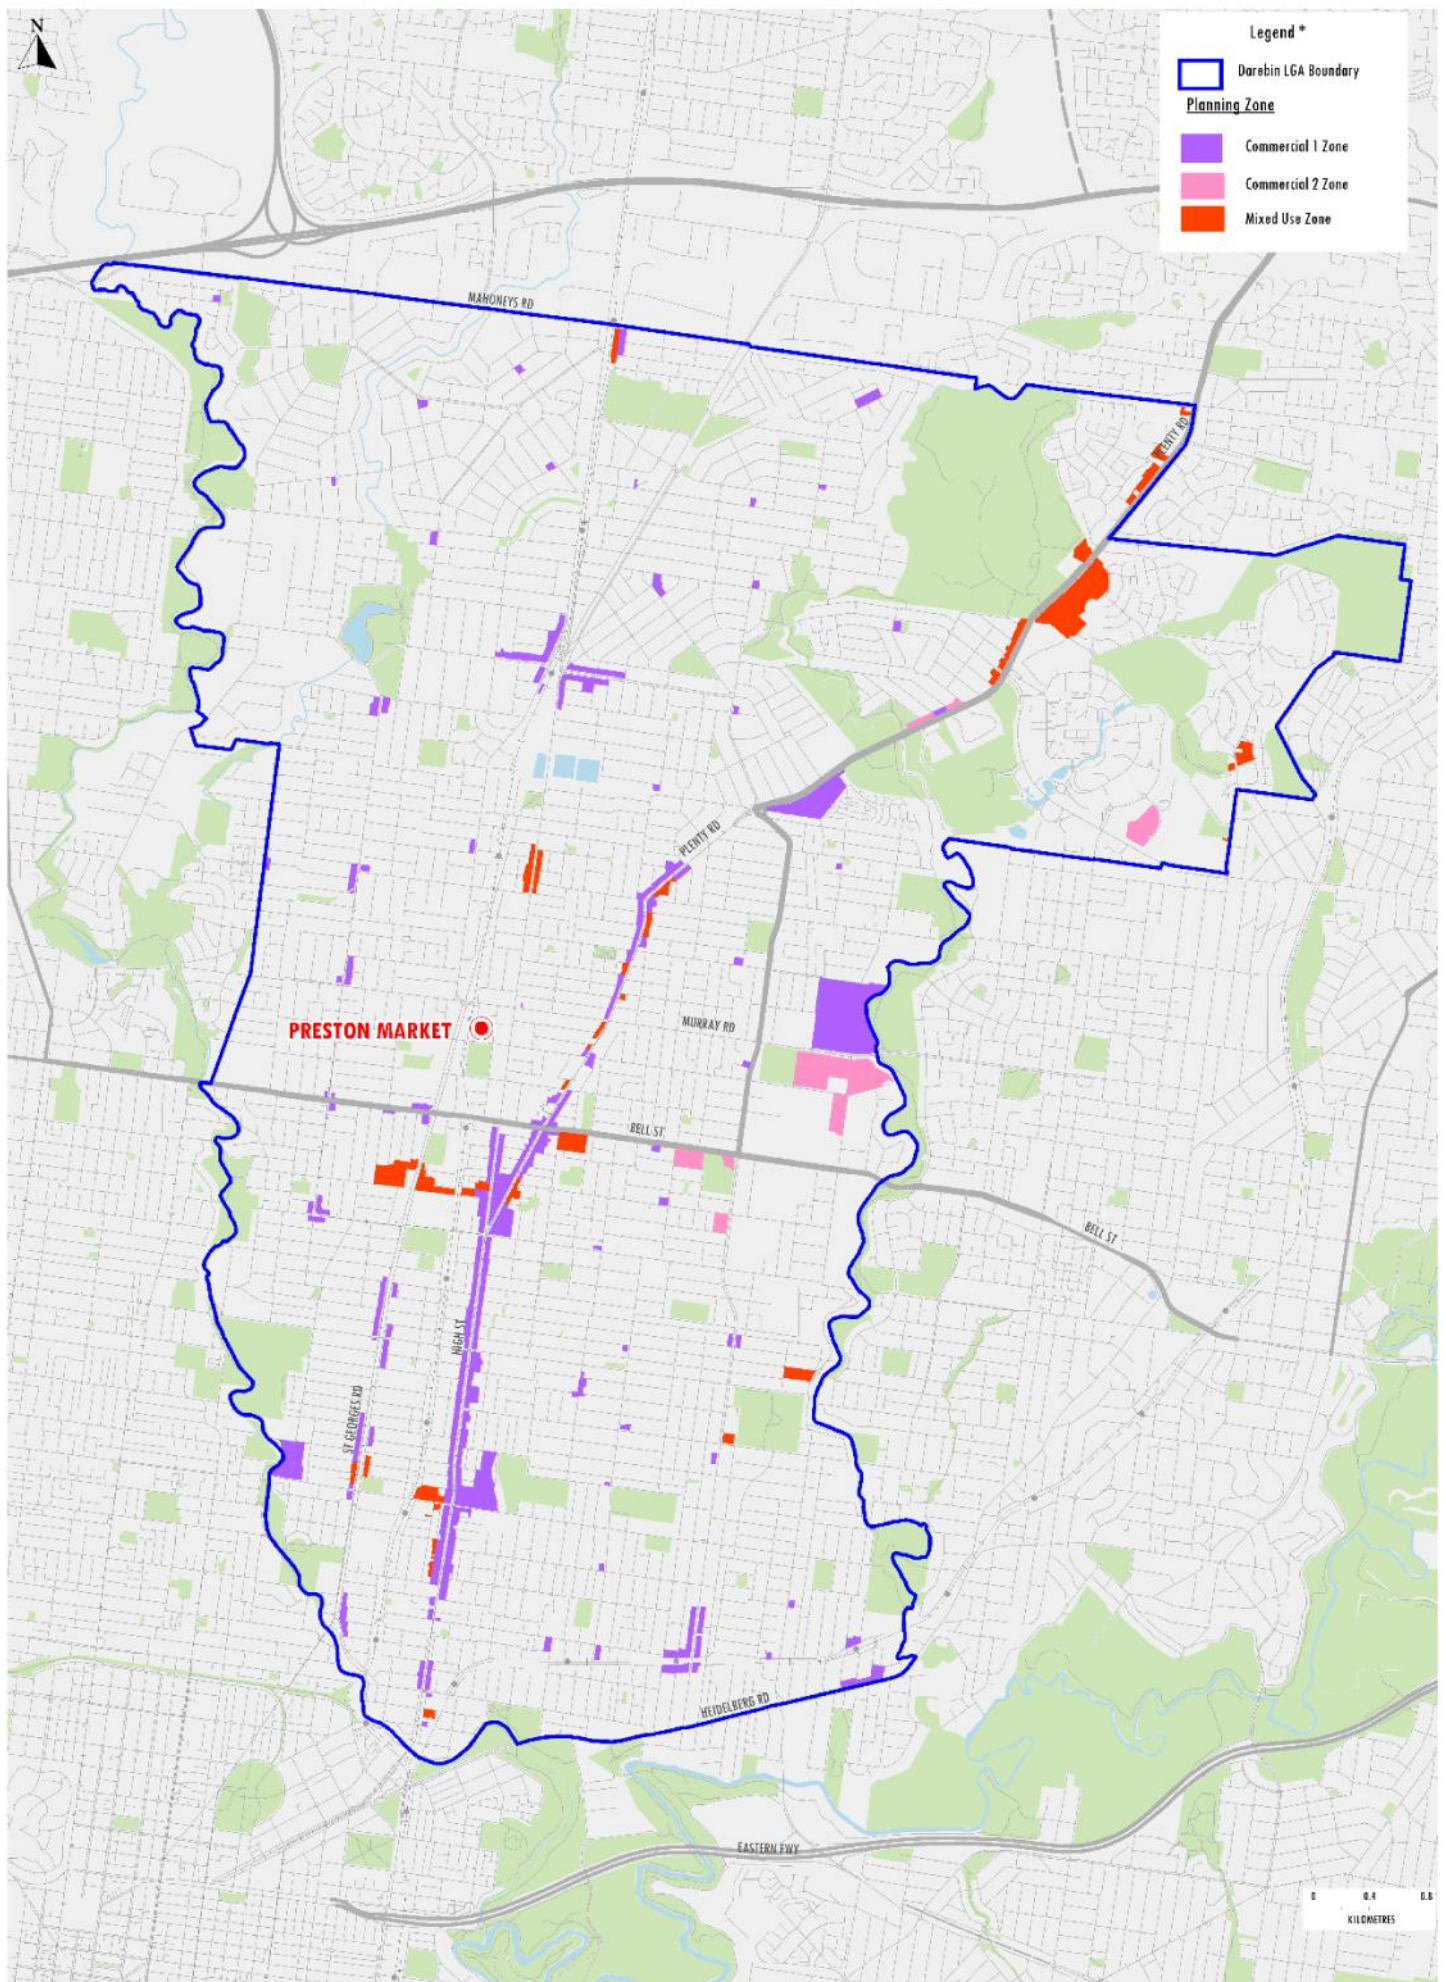 N
Legend *
Darebin LGA Boundary
Planning Zone
Commercial 1 Zone
Commercial 2 Zone
Mixed Use Zone
MAHONEYS RD
PLENTY RD
PLENTY RD
PRESTON MARKET
MURRAY RD
BELL ST
BELL ST
HIGH ST
ST GEORGES RD
HEIDELBERG RD
EASTERN FWY
0 0.4 0.8
KILOMETRES